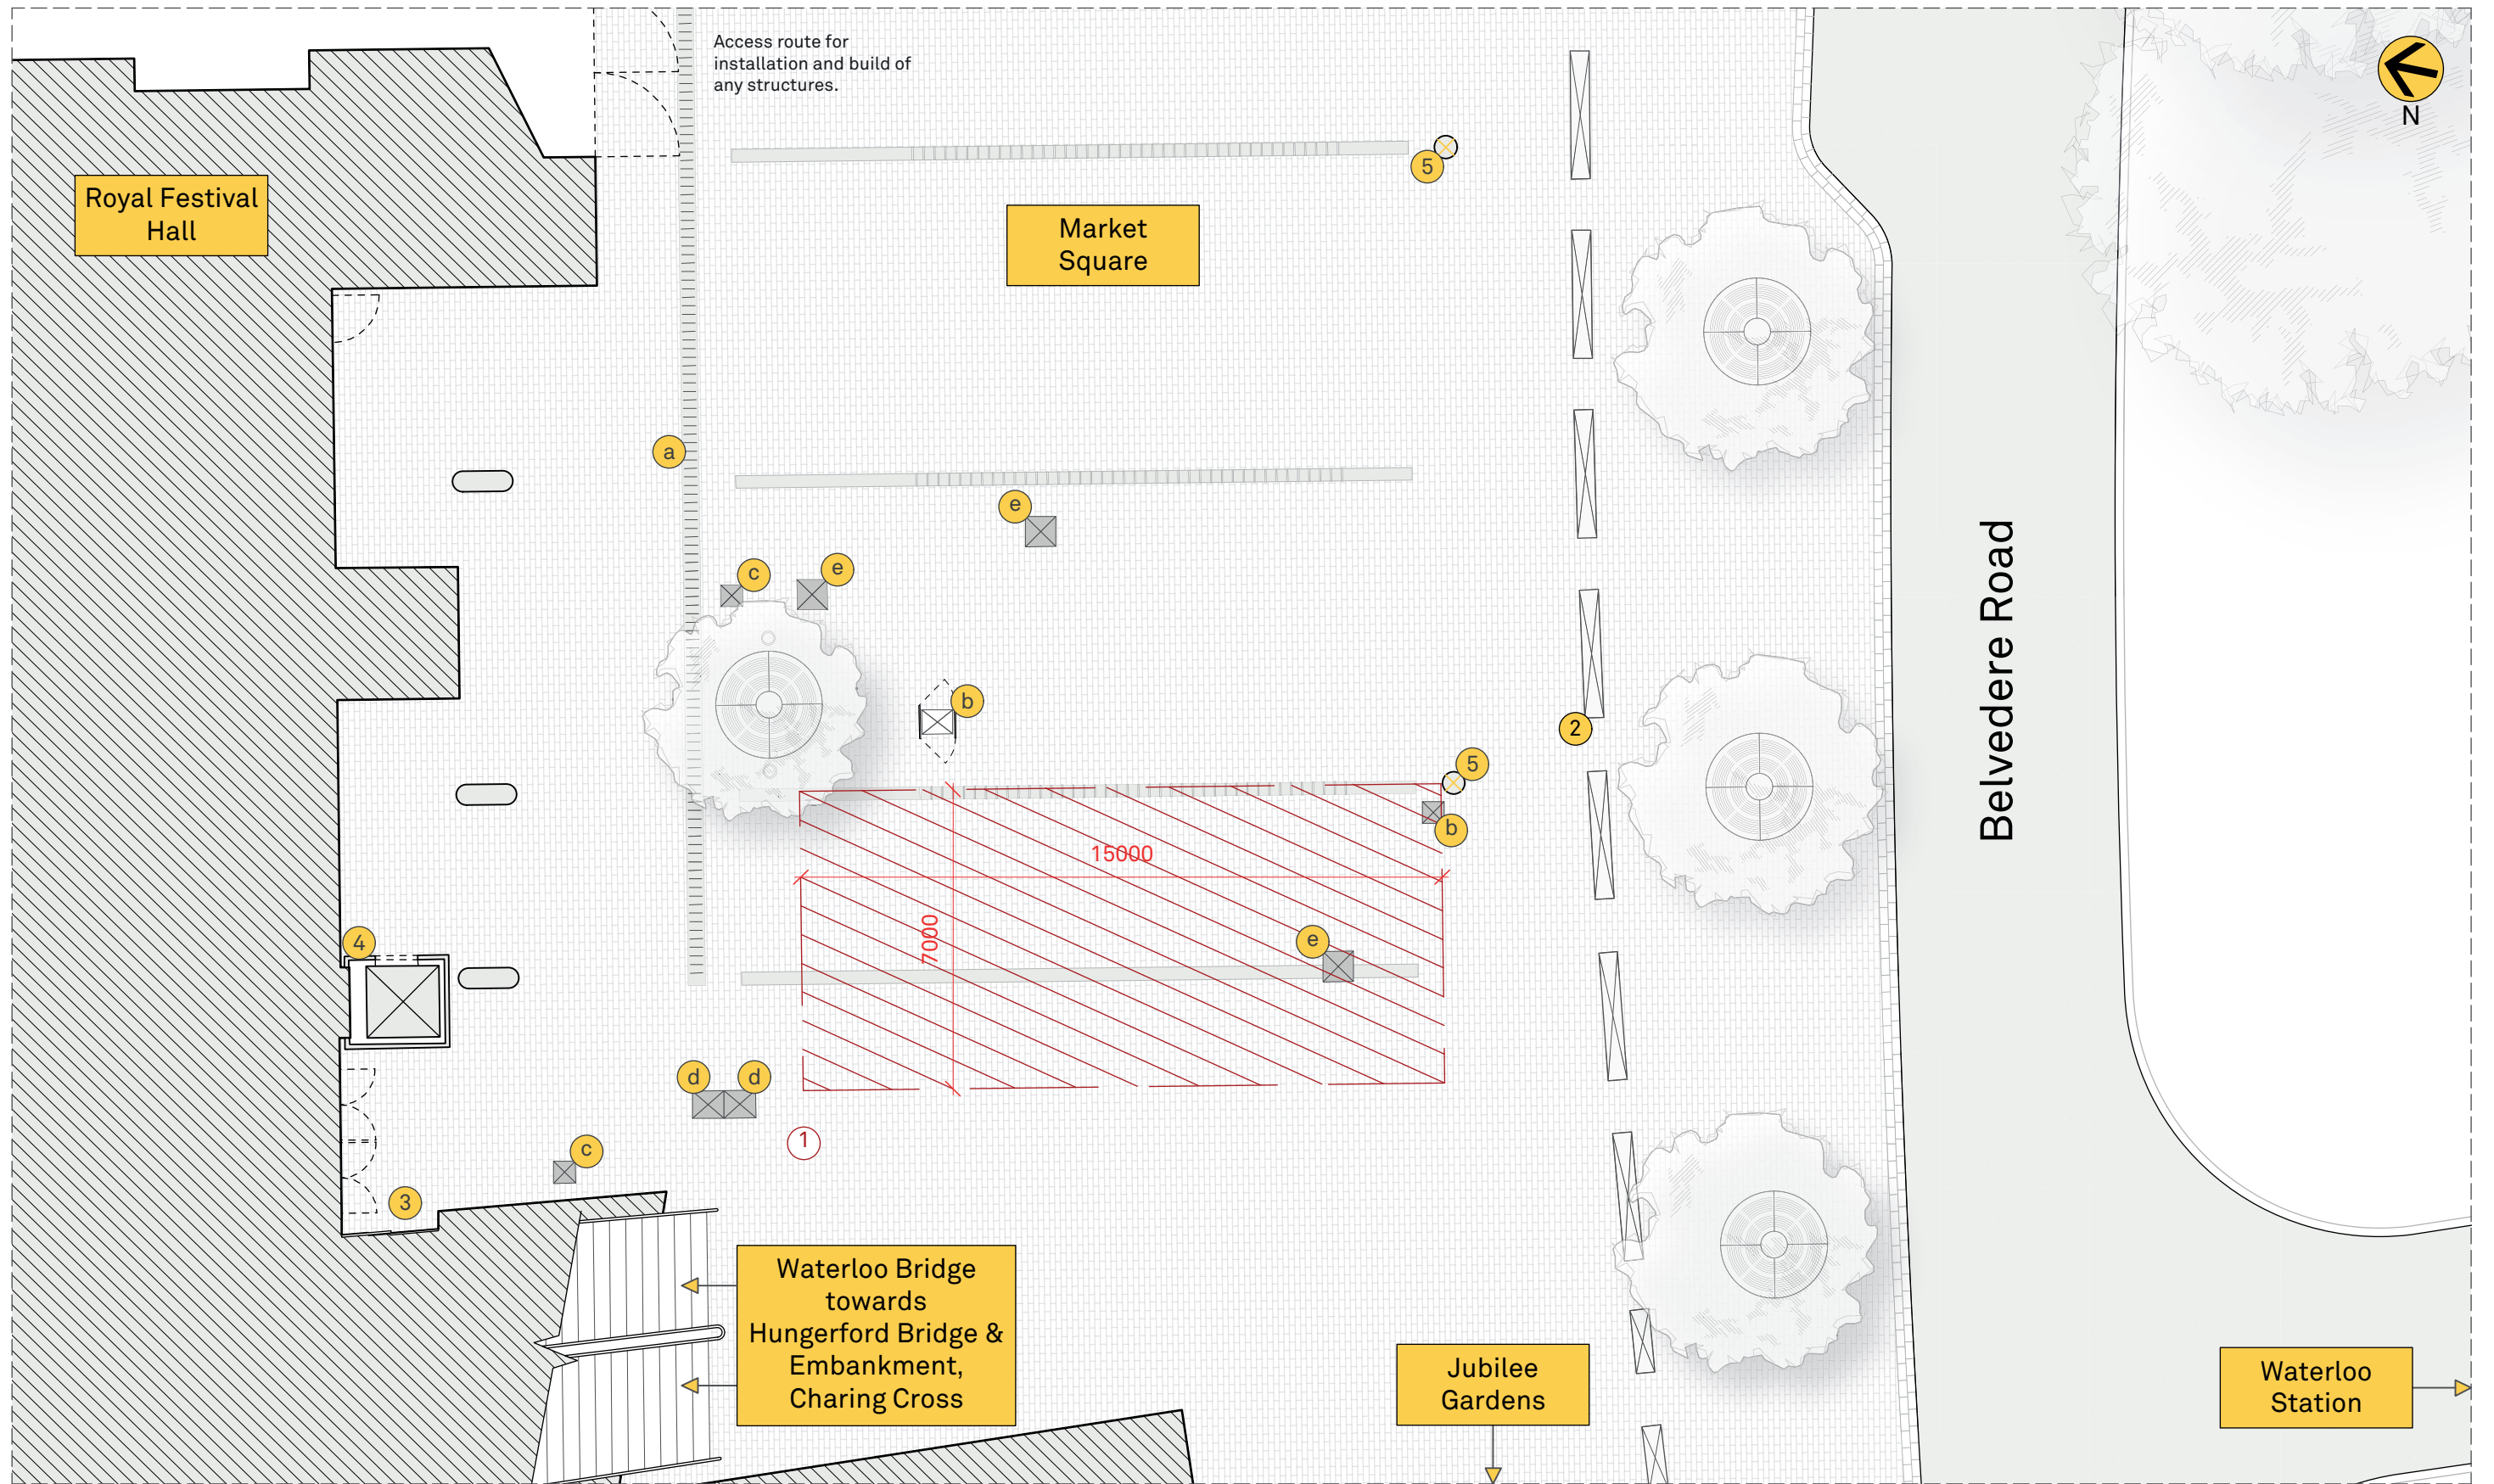 Access route for
installation and build of
any structures.
N
5
Royal Festival
Hall
Market
Square
a
e
c
e
b
2
5
b
15000
7000
e
4
d
d
1
c
3
Belvedere Road
Waterloo Bridge
towards
Hungerford Bridge &
Embankment,
Charing Cross
Jubilee
Gardens
Waterloo
Station